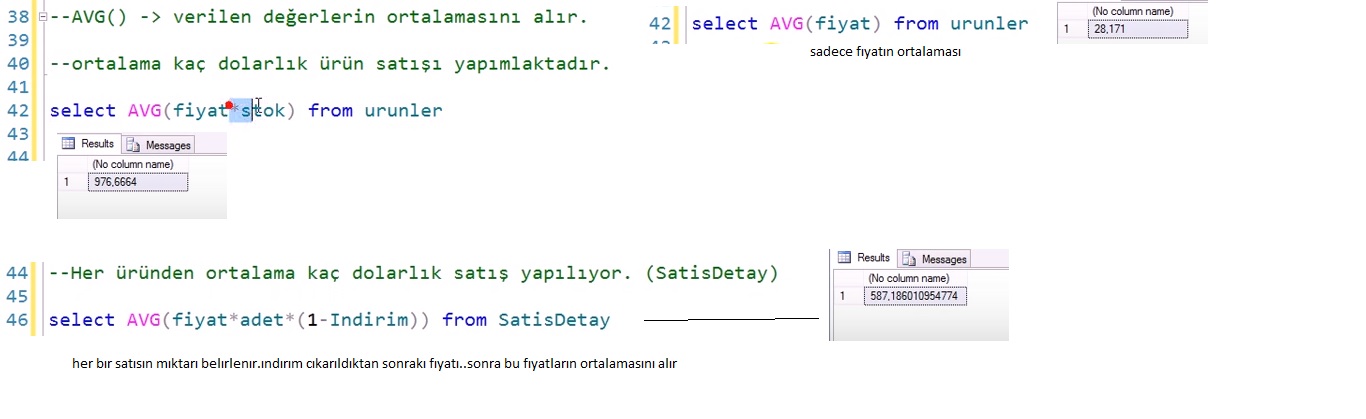 38 --AVG() -> verilen değerlerin ortalamasını alır.
39
40 --ortalama kaç dolarlık ürün satışı yapımlaktadır.
41
42 select AVG(fiyat*stok) from urunler
43
44
Results Messages
(No column name)
1 976,6664
42 select AVG(fiyat) from urunler
(No column name)
1 28,171
sadece fıyatın ortalaması
44 --Her üründen ortalama kaç dolarlık satış yapılıyor. (SatisDetay)
45
46 select AVG(fiyat*adet*(1-Indirim)) from SatisDetay
Results Messages
(No column name)
1 587,186010954774
her bır satısın mıktarı belırlenır.ındırım cıkarıldıktan sonrakı fıyatı..sonra bu fıyatların ortalamasını alır